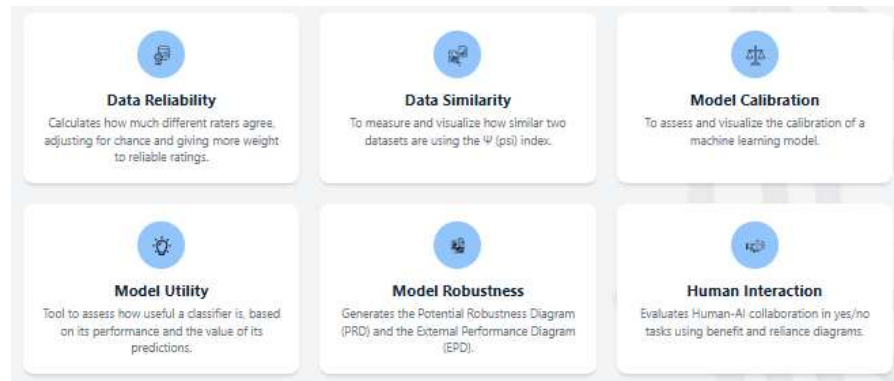 Data Reliability
Calculates how much different raters agree,
adjusting for chance and giving more weight
to reliable ratings.
Data Similarity
To measure and visualize how similar two
datasets are using the Ψ (psi) index.
Model Calibration
To assess and visualize the calibration of a
machine learning model.
Model Utility
Tool to assess how useful a classifier is, based
on its performance and the value of its
predictions.
Model Robustness
Generates the Potential Robustness Diagram
(PRD) and the External Performance Diagram
(EPD).
Human Interaction
Evaluates Human-AI collaboration in yes/no
tasks using benefit and reliance diagrams.